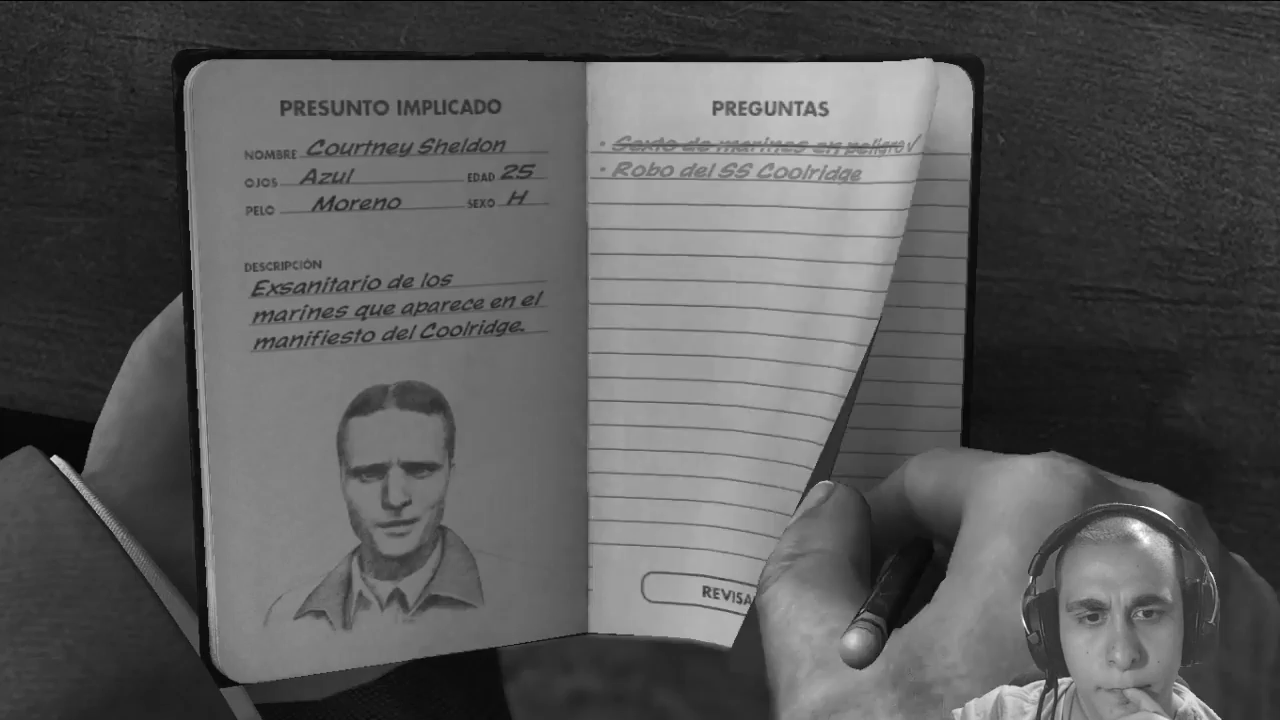 PRESUNTO IMPLICADO
NOMBRE Courtney Sheldon
OJOS Azul EDAD 25
PELO Moreno SEXO H
DESCRIPCIÓN
Exsanitario de los
marines que aparece en el
manifiesto del Coolridge.
PREGUNTAS
• Sexto de marines en peligro ✓
• Robo del SS Coolridge
REVISA